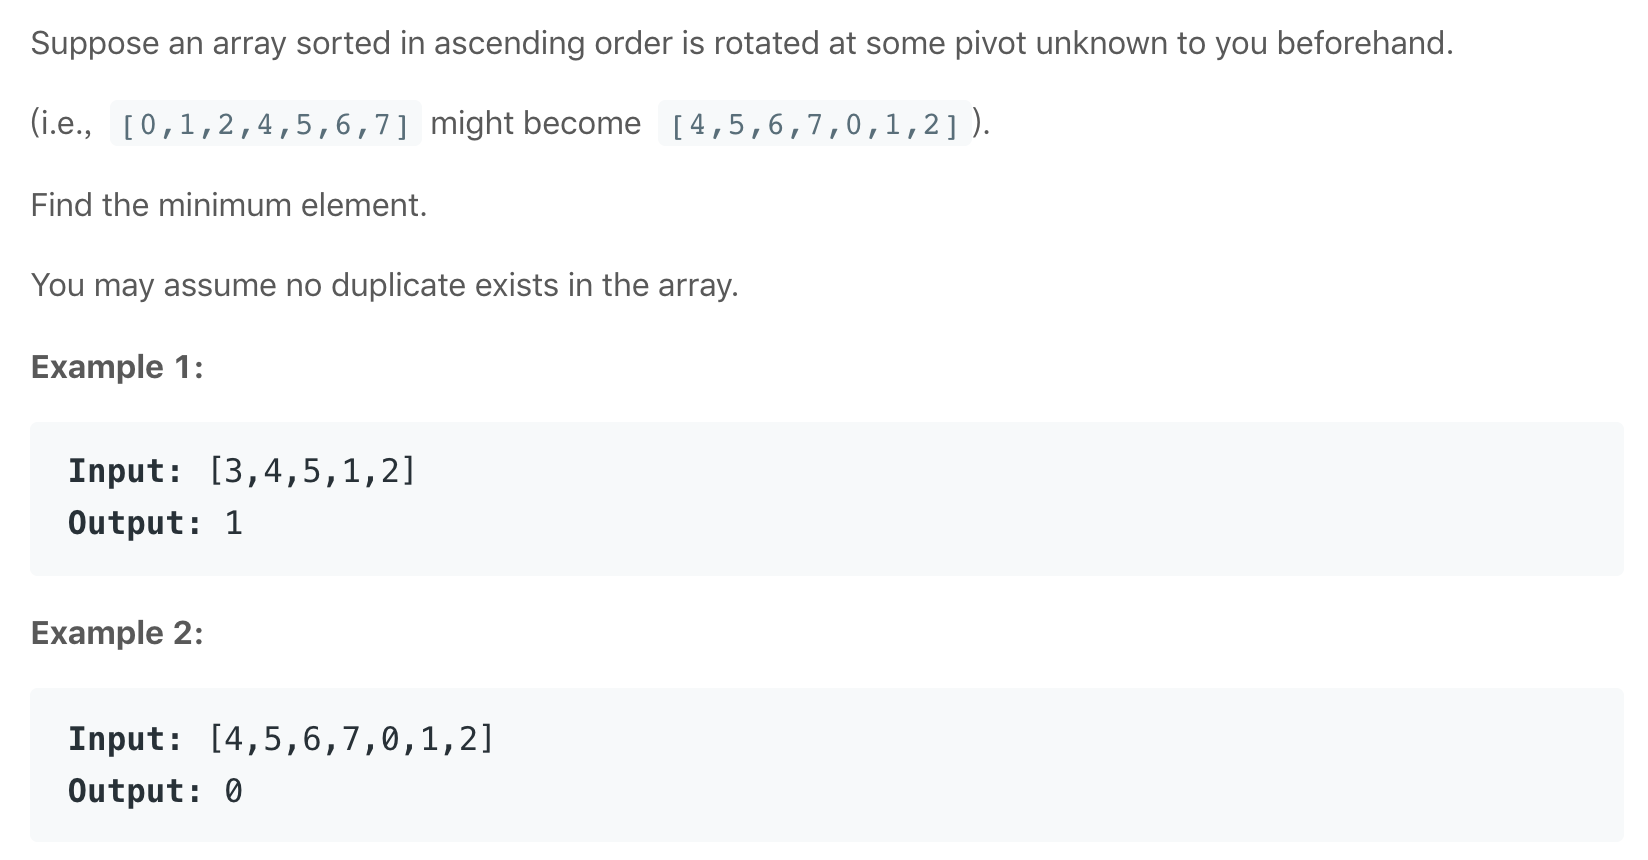 Suppose an array sorted in ascending order is rotated at some pivot unknown to you beforehand.
(i.e., [0,1,2,4,5,6,7] might become [4,5,6,7,0,1,2]).
Find the minimum element.
You may assume no duplicate exists in the array.
Example 1:
Input: [3,4,5,1,2]
Output: 1
Example 2:
Input: [4,5,6,7,0,1,2]
Output: 0